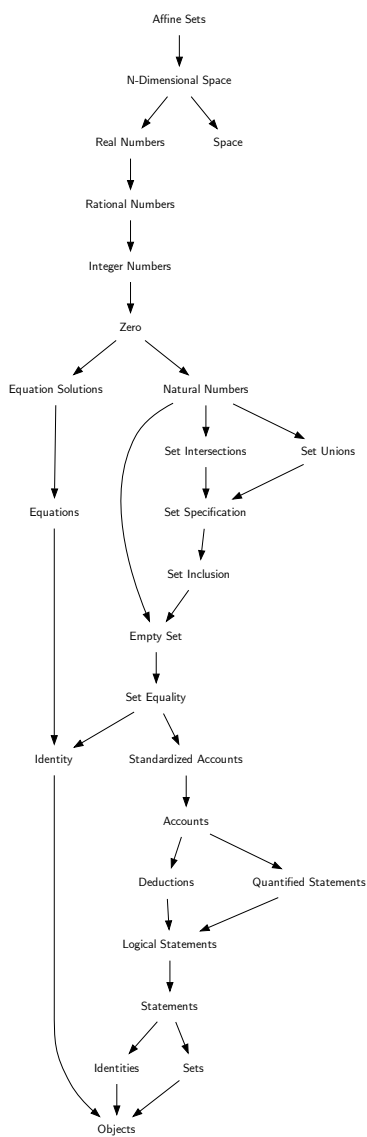 Affine Sets
N-Dimensional Space
Real Numbers
Space
Rational Numbers
Integer Numbers
Zero
Equation Solutions
Natural Numbers
Set Intersections
Set Unions
Equations
Set Specification
Set Inclusion
Empty Set
Set Equality
Identity
Standardized Accounts
Accounts
Deductions
Quantified Statements
Logical Statements
Statements
Identities
Sets
Objects